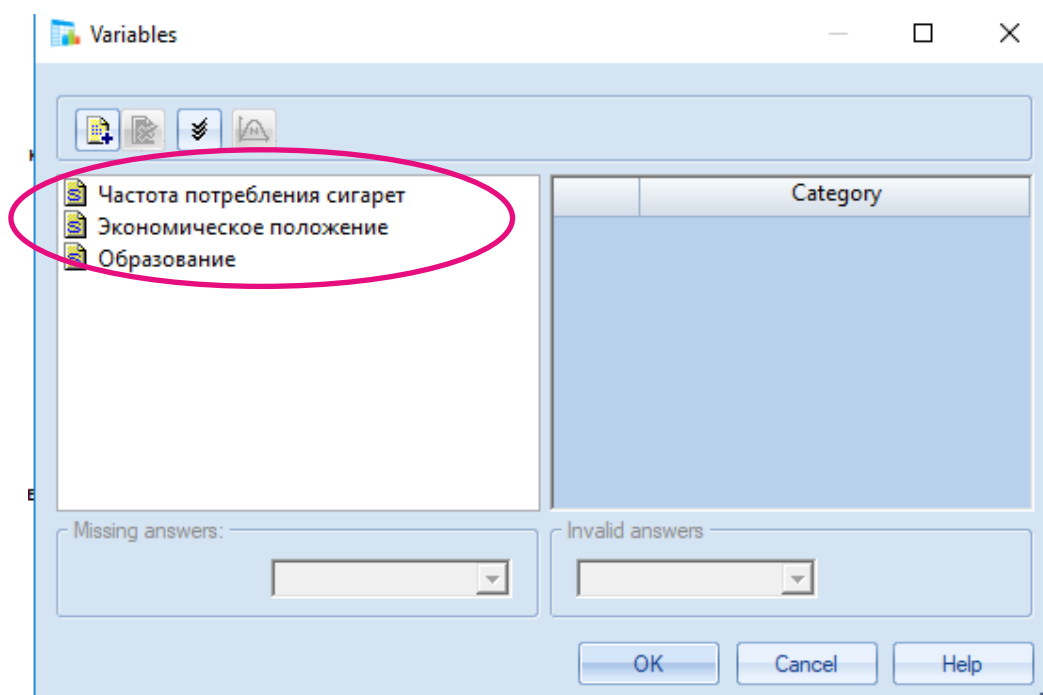 Variables
Частота потребления сигарет
Экономическое положение
Образование
Category
Missing answers:
Invalid answers
OK
Cancel
Help